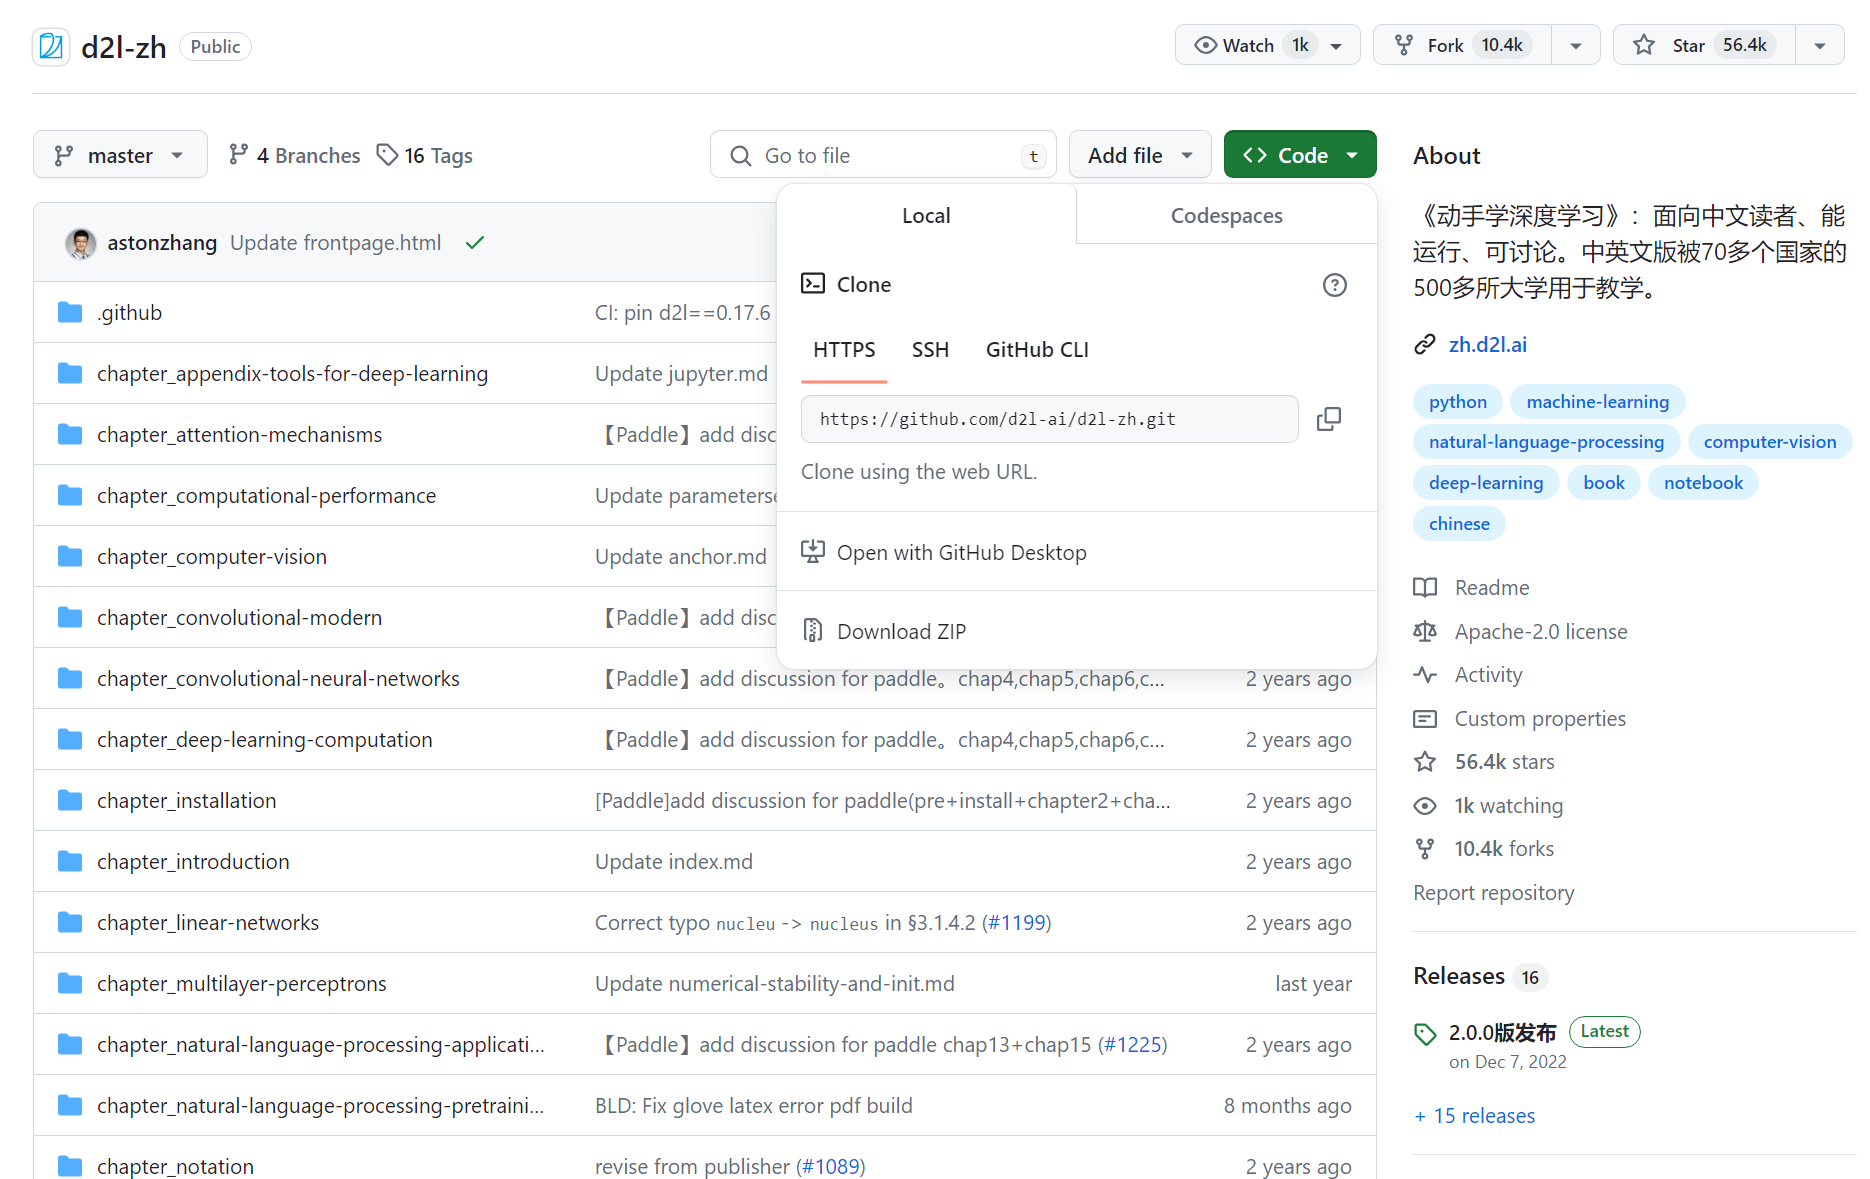 d2l-zh Public Watch 1k Fork 10.4k Star 56.4k
master 4 Branches 16 Tags Go to file t Add file Code
astonzhang Update frontpage.html
.github CI: pin d2l==0.17.6
chapter_appendix-tools-for-deep-learning Update jupyter.md
chapter_attention-mechanisms 【Paddle】add disc
chapter_computational-performance Update parameterse
chapter_computer-vision Update anchor.md
chapter_convolutional-modern 【Paddle】add disc
chapter_convolutional-neural-networks 【Paddle】add discussion for paddle。chap4,chap5,chap6,c... 2 years ago
chapter_deep-learning-computation 【Paddle】add discussion for paddle。chap4,chap5,chap6,c... 2 years ago
chapter_installation [Paddle]add discussion for paddle(pre+install+chapter2+cha... 2 years ago
chapter_introduction Update index.md 2 years ago
chapter_linear-networks Correct typo nucleu -> nucleus in §3.1.4.2 (#1199) 2 years ago
chapter_multilayer-perceptrons Update numerical-stability-and-init.md last year
chapter_natural-language-processing-applicati... 【Paddle】add discussion for paddle chap13+chap15 (#1225) 2 years ago
chapter_natural-language-processing-pretraini... BLD: Fix glove latex error pdf build 8 months ago
chapter_notation revise from publisher (#1089) 2 years ago
Local Codespaces
Clone
HTTPS SSH GitHub CLI
https://github.com/d2l-ai/d2l-zh.git
Clone using the web URL.
Open with GitHub Desktop
Download ZIP
About
《动手学深度学习》：面向中文读者、能
运行、可讨论。中英文版被70多个国家的
500多所大学用于教学。
zh.d2l.ai
python machine-learning
natural-language-processing computer-vision
deep-learning book notebook
chinese
Readme
Apache-2.0 license
Activity
Custom properties
56.4k stars
1k watching
10.4k forks
Report repository
Releases 16
2.0.0版发布 Latest
on Dec 7, 2022
+ 15 releases